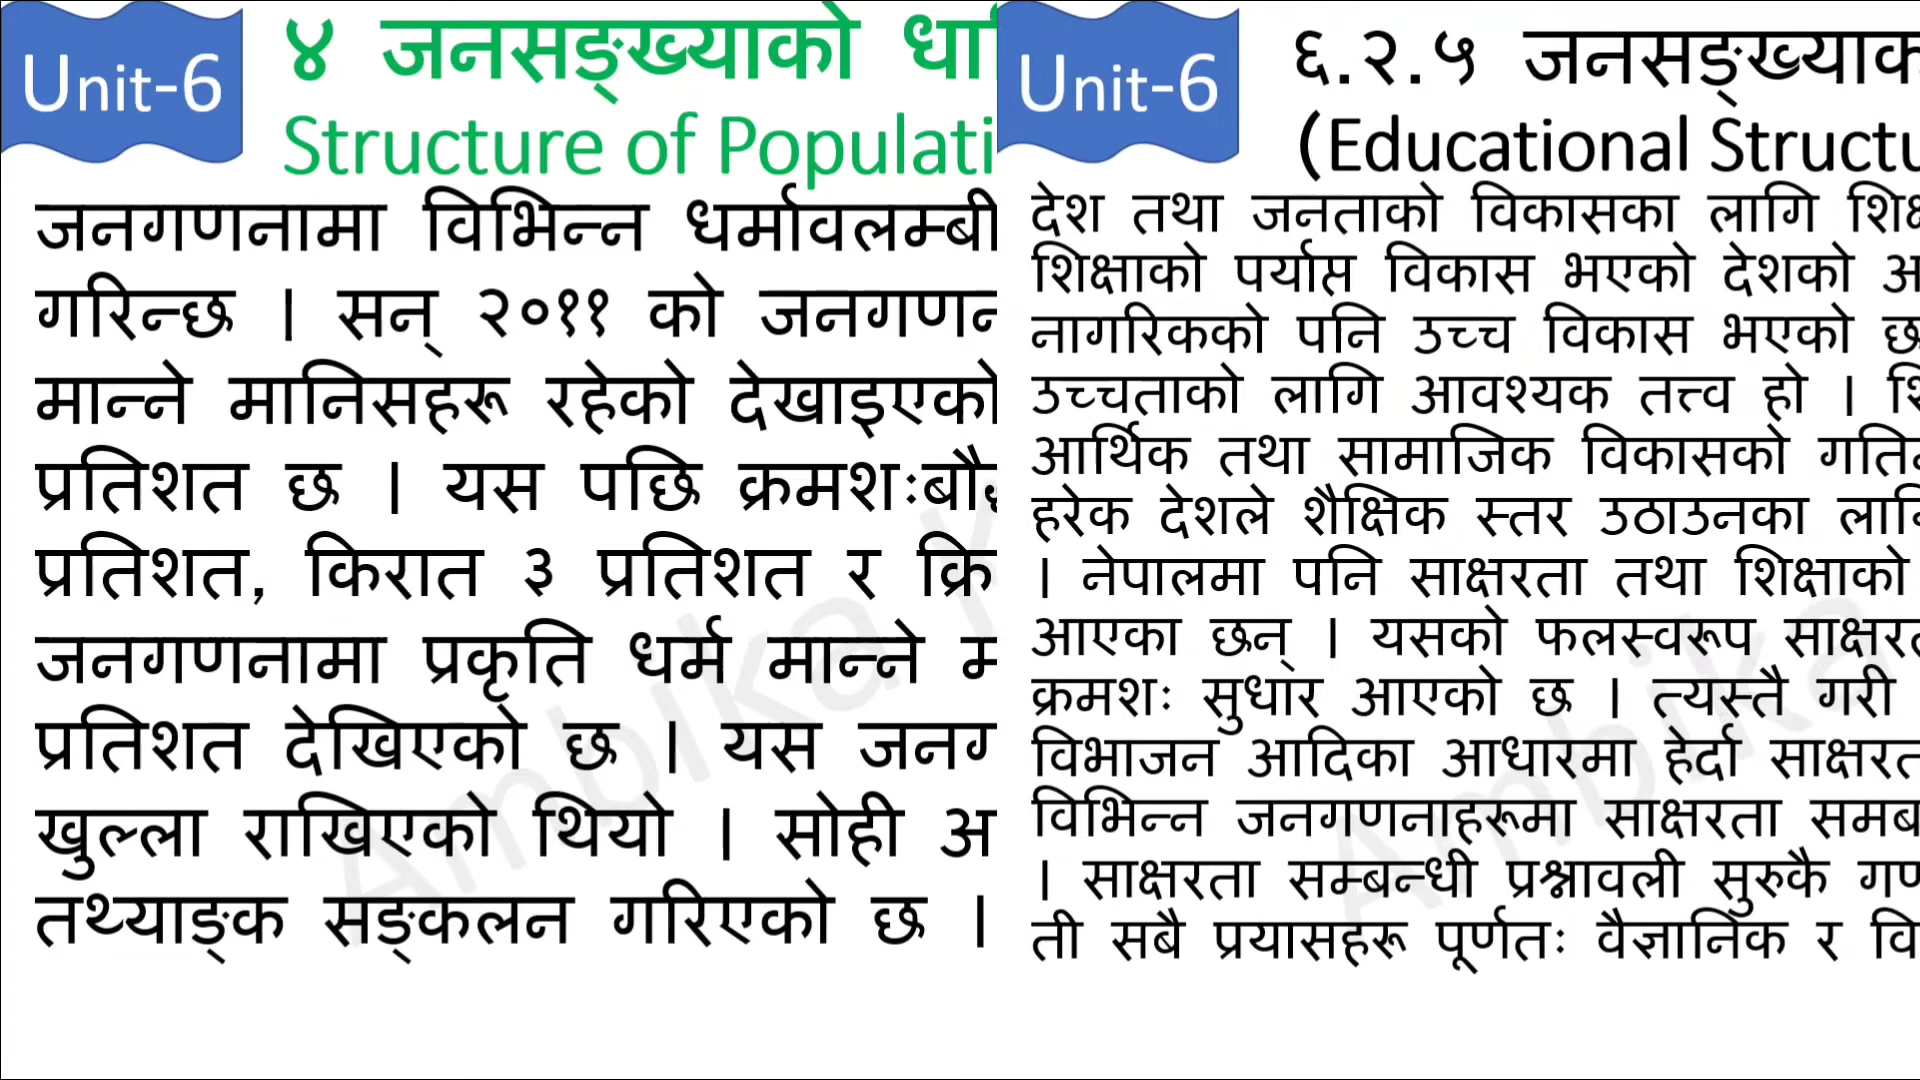 Unit-6
४ जनसङ्ख्याको
Structure of Populati
जनगणनामा विभिन्न धर्मावलम्बी
गरिन्छ । सन् २०११ को
मान्ने मानिसहरू रहेको देखाइएको
प्रतिशत छ । यस पछि क्रमशः
प्रतिशत, किरात ३ प्रतिशत र
जनगणनामा प्रकृति धर्म मान्ने
प्रतिशत देखिएको छ । यस
खुल्ला राखिएको थियो । सोही अ
तथ्याङ्क सङ्कलन गरिएको छ ।
Unit-6
६.२.५
(Educational Structu
देश तथा जनताको विकासका लागि
शिक्षाको पर्याप्त विकास भएको देशको
नागरिकको पनि उच्च विकास भएको
उच्चताको लागि आवश्यक तत्त्व हो ।
आर्थिक तथा सामाजिक विकासको
हरेक देशले शैक्षिक स्तर उठाउनका
। नेपालमा पनि साक्षरता तथा शिक्षाको
आएका छन् । यसको फलस्वरूप
क्रमशः सुधार आएको छ । त्यस्तै गरी
विभाजन आदिका आधारमा हेर्दा
विभिन्न जनगणनाहरूमा साक्षरता
। साक्षरता सम्बन्धी प्रश्नावली सुरुकै
ती सबै प्रयासहरू पूर्णतः वैज्ञानिक र
Ambika
Ambika